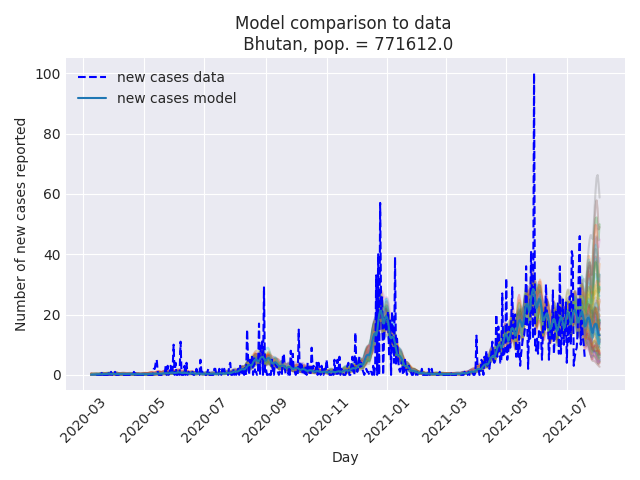 Model comparison to data
Bhutan, pop. = 771612.0
new cases data
new cases model
100
80
60
40
20
0
Number of new cases reported
2020-03
2020-05
2020-07
2020-09
2020-11
2021-01
2021-03
2021-05
2021-07
Day